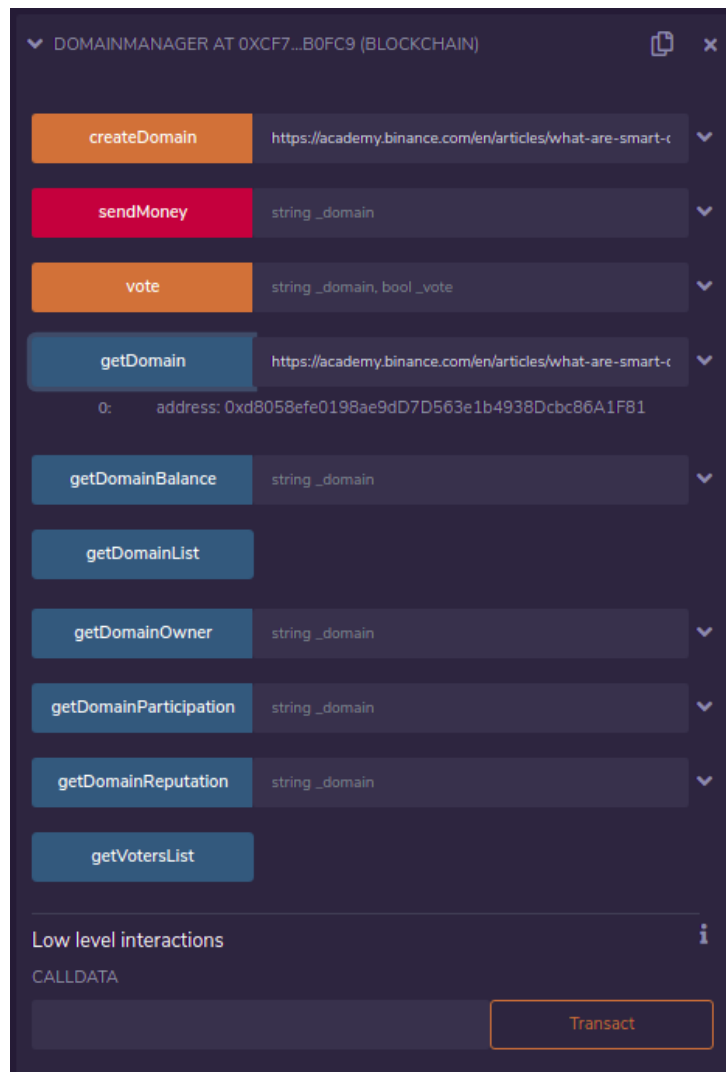 DOMAINMANAGER AT 0XCF7...B0FC9 (BLOCKCHAIN)
createDomain https://academy.binance.com/en/articles/what-are-smart-c
sendMoney string _domain
vote string _domain, bool _vote
getDomain https://academy.binance.com/en/articles/what-are-smart-c
0: address: 0xd8058efe0198ae9dD7D563e1b4938Dcbc86A1F81
getDomainBalance string _domain
getDomainList
getDomainOwner string _domain
getDomainParticipation string _domain
getDomainReputation string _domain
getVotersList
Low level interactions
CALLDATA
Transact